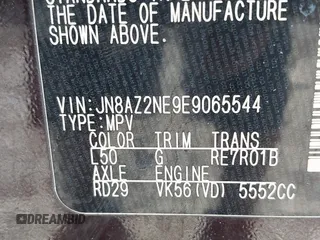 THE DATE OF MANUFACTURE
SHOWN ABOVE.
VIN: JN8AZ2NE9E9065544
TYPE: MPV
COLOR TRIM TRANS
L50 G RE7R01B
AXLE ENGINE
RD29 VK56(VD) 5552CC
DREAMBID